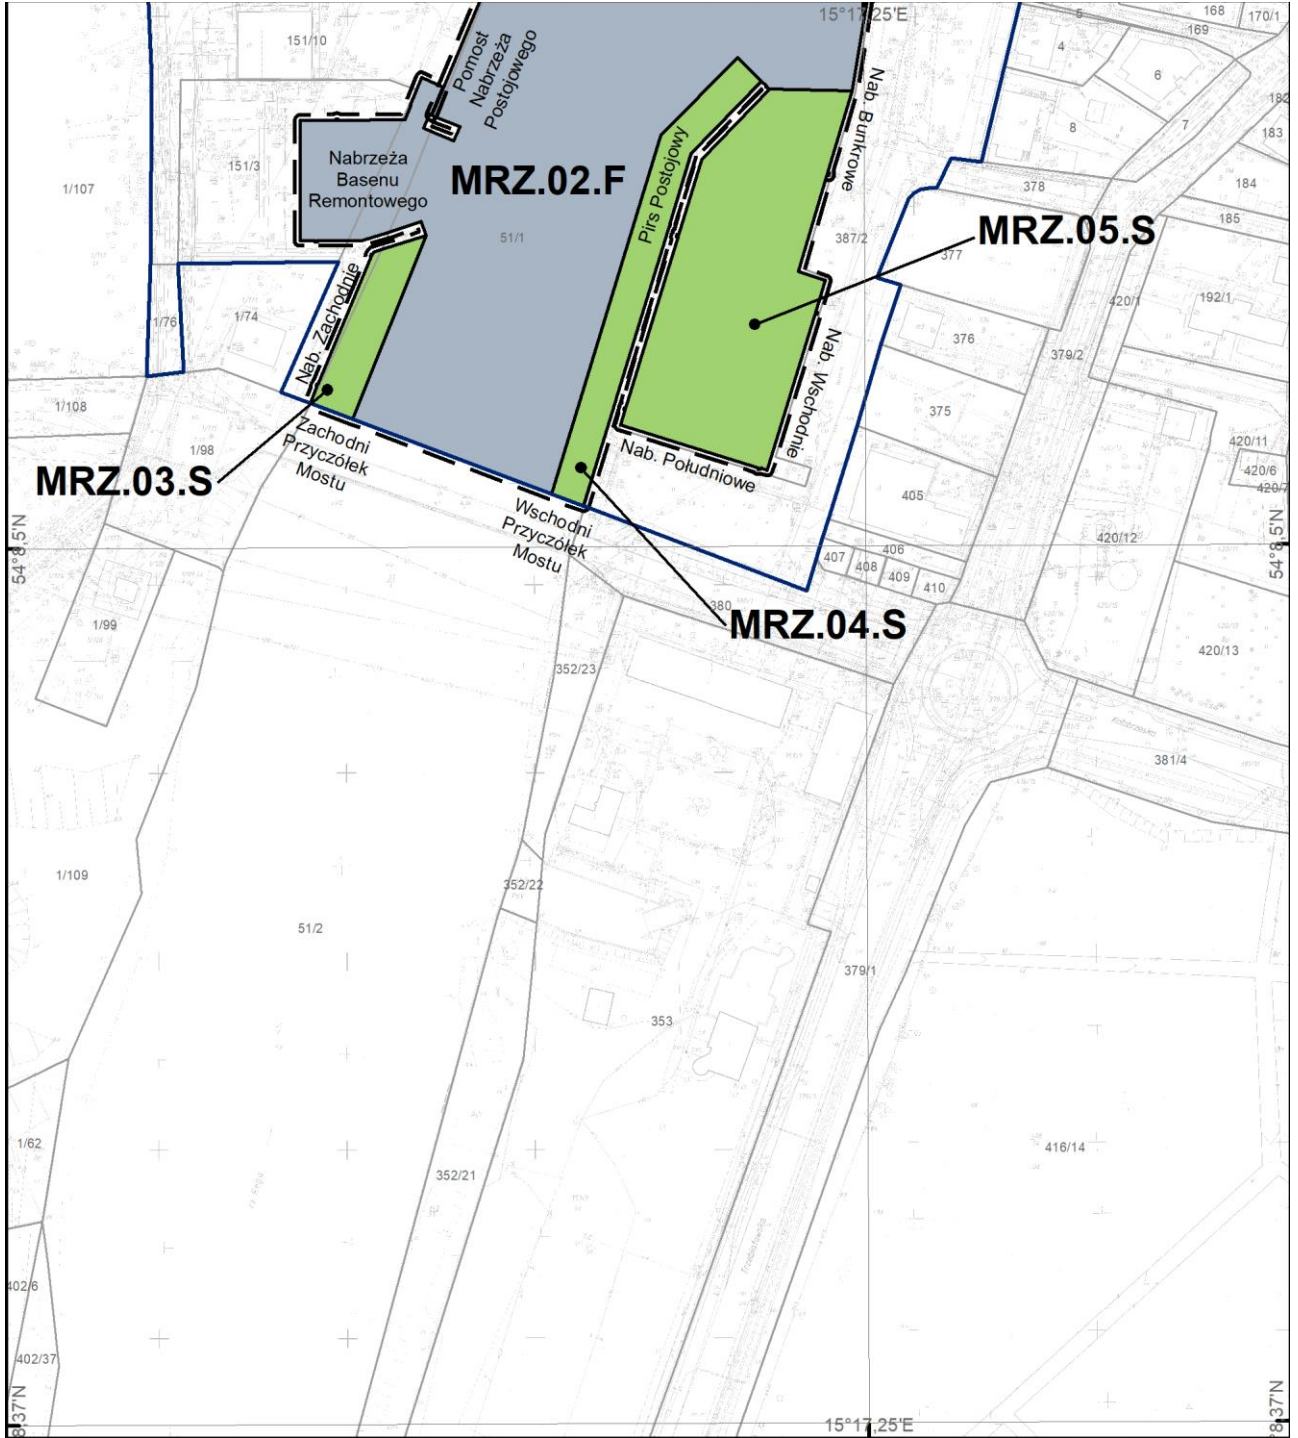 15°17,25'E
168
170/1
169
5
4
6
151/10
Pomost
Nabrzeża
Postojowego
182
8
7
183
151/3
Nabrzeża
Basenu
Remontowego
MRZ.02.F
Pirs Postojowy
Nab. Bunkrowe
1/107
378
184
185
51/1
387/2
MRZ.05.S
377
Nab. Zachodnie
420/1
192/1
1/76
1/74
376
379/2
Nab. Wschodnie
1/108
375
1/98
Zachodni
Przyczółek
Mostu
Nab. Południowe
420/11
420/6
420/7
MRZ.03.S
405
Wschodni
Przyczółek
Mostu
54°8,5'N
54°8,5'N
420/12
406
407
408
409
410
380
1/99
MRZ.04.S
420/13
352/23
381/4
1/109
352/22
51/2
379/1
353
1/62
416/14
352/21
402/6
402/37
8,37'N
15°17,25'E
8,37'N